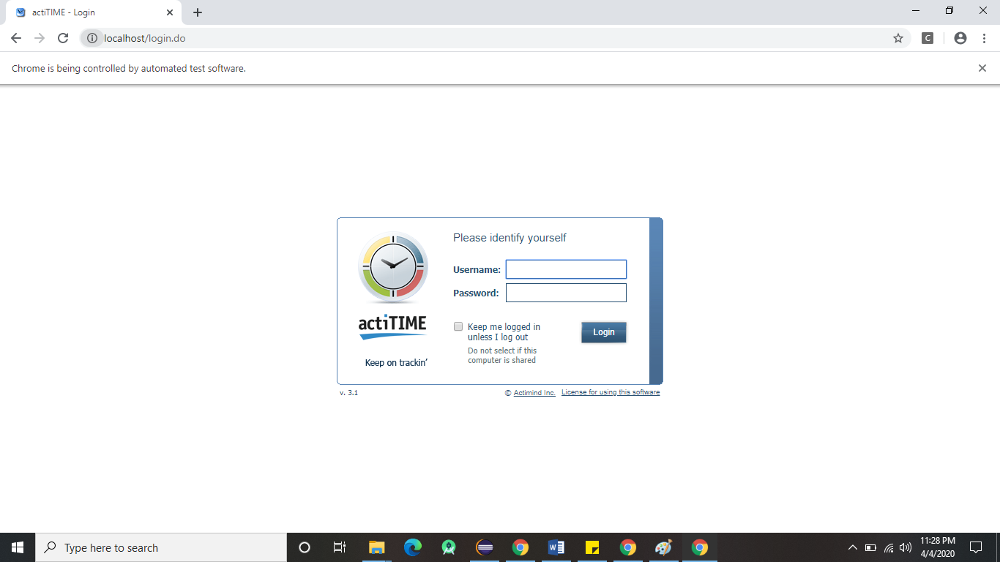 actiTIME - Login
localhost/login.do
C
Chrome is being controlled by automated test software.
Please identify yourself
Username:
Password:
actiTIME
Keep me logged in
unless I log out
Login
Do not select if this
computer is shared
Keep on trackin'
v. 3.1
© Actimind Inc. License for using this software
Type here to search
W
11:28 PM
4/4/2020